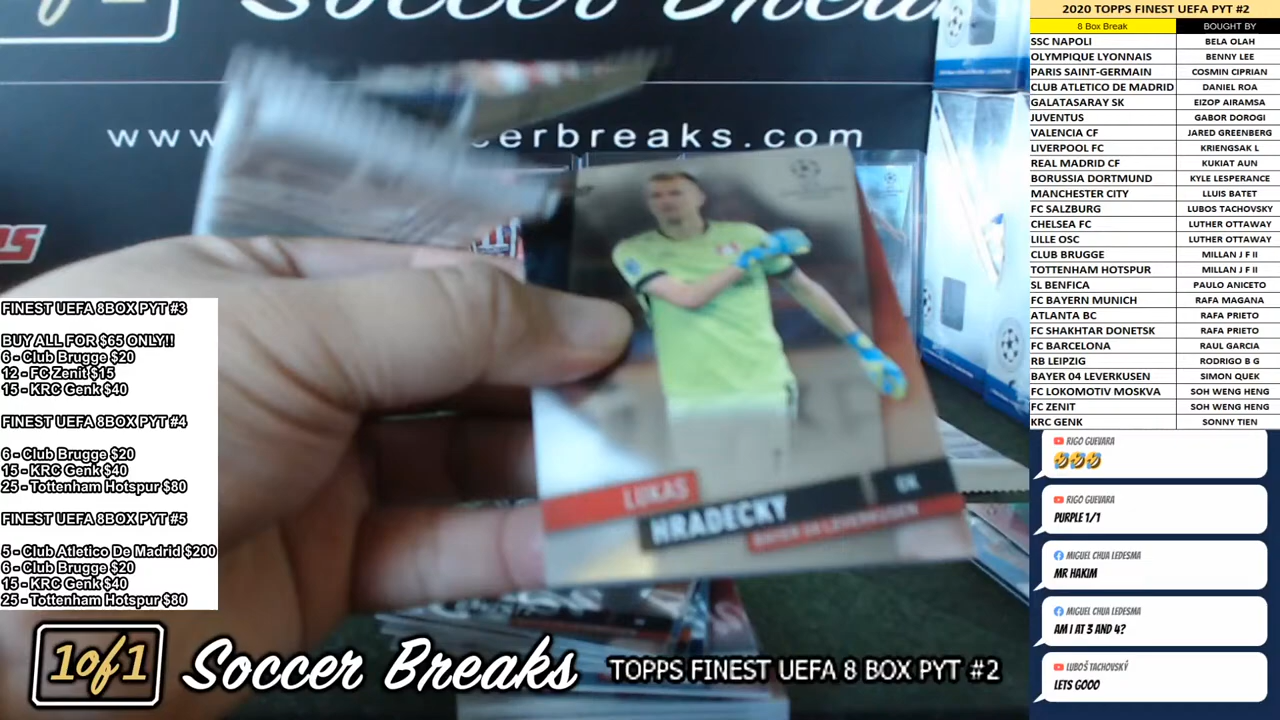 Soccer Breaks
www.
cerbreaks.com
LUKAS
HRADECKY
GK
BAYER 04 LEVERKUSEN
FINEST UEFA 8BOX PYT #3
BUY ALL FOR $65 ONLY!!
6 - Club Brugge $20
12 - FC Zenit $15
15 - KRC Genk $40
FINEST UEFA 8BOX PYT #4
6 - Club Brugge $20
15 - KRC Genk $40
25 - Tottenham Hotspur $80
FINEST UEFA 8BOX PYT #5
5 - Club Atletico De Madrid $200
6 - Club Brugge $20
15 - KRC Genk $40
25 - Tottenham Hotspur $80
1of1 Soccer Breaks TOPPS FINEST UEFA 8 BOX PYT #2
2020 TOPPS FINEST UEFA PYT #2
8 Box Break BOUGHT BY
SSC NAPOLI BELA OLAH
OLYMPIQUE LYONNAIS BENNY LEE
PARIS SAINT-GERMAIN COSMIN CIPRIAN
CLUB ATLETICO DE MADRID DANIEL ROA
GALATASARAY SK EIZOP AIRAMSA
JUVENTUS GABOR DOROGI
VALENCIA CF JARED GREENBERG
LIVERPOOL FC KRIENGSAK L
REAL MADRID CF KUKIAT AUN
BORUSSIA DORTMUND KYLE LESPERANCE
MANCHESTER CITY LLUIS BATET
FC SALZBURG LUBOS TACHOVSKY
CHELSEA FC LUTHER OTTAWAY
LILLE OSC LUTHER OTTAWAY
CLUB BRUGGE MILLAN J F II
TOTTENHAM HOTSPUR MILLAN J F II
SL BENFICA PAULO ANICETO
FC BAYERN MUNICH RAFA MAGANA
ATLANTA BC RAFA PRIETO
FC SHAKHTAR DONETSK RAFA PRIETO
FC BARCELONA RAUL GARCIA
RB LEIPZIG RODRIGO B G
BAYER 04 LEVERKUSEN SIMON QUEK
FC LOKOMOTIV MOSKVA SOH WENG HENG
FC ZENIT SOH WENG HENG
KRC GENK SONNY TIEN
RIGO GUEVARA
🤣🤣🤣
RIGO GUEVARA
PURPLE 1/1
MIGUEL CHUA LEDESMA
MR HAKIM
MIGUEL CHUA LEDESMA
AM I AT 3 AND 4?
LUBOŠ TACHOVSKÝ
LETS GOOO